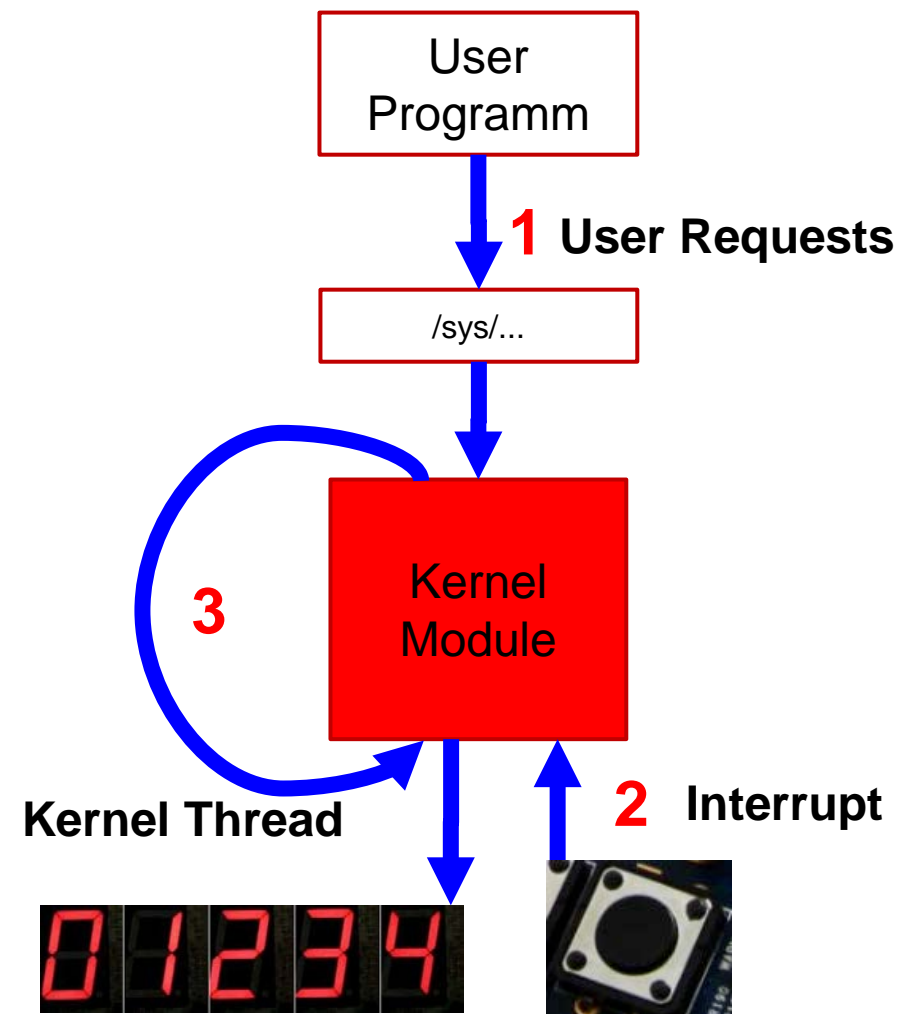 User
Programm
1 User Requests
/sys/...
Kernel
Module
3
Kernel Thread
2 Interrupt
01234